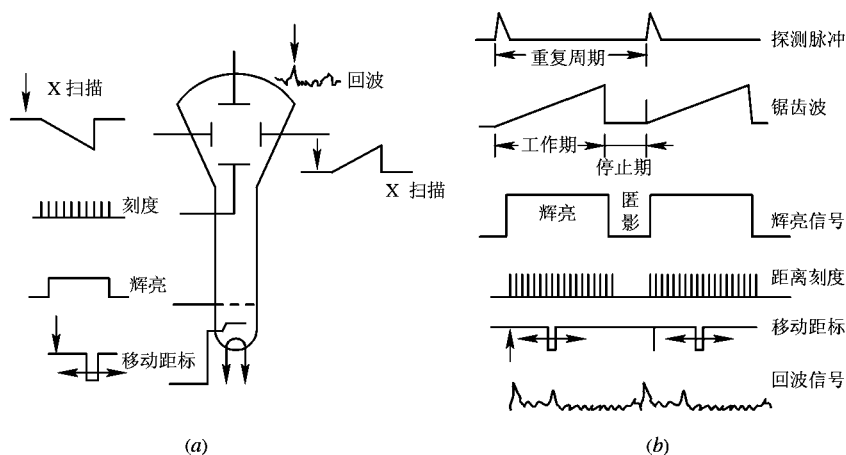 X 扫描
回波
X 扫描
刻度
辉亮
移动距标
(a)
探测脉冲
重复周期
锯齿波
工作期
停止期
辉亮
匿影
辉亮信号
距离刻度
移动距标
回波信号
(b)